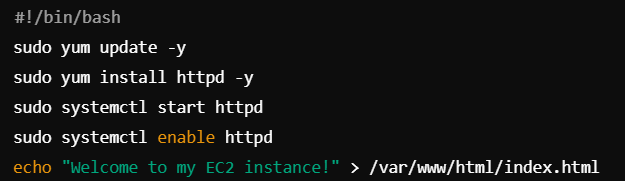 #!/bin/bash
sudo yum update -y
sudo yum install httpd -y
sudo systemctl start httpd
sudo systemctl enable httpd
echo "Welcome to my EC2 instance!" > /var/www/html/index.html